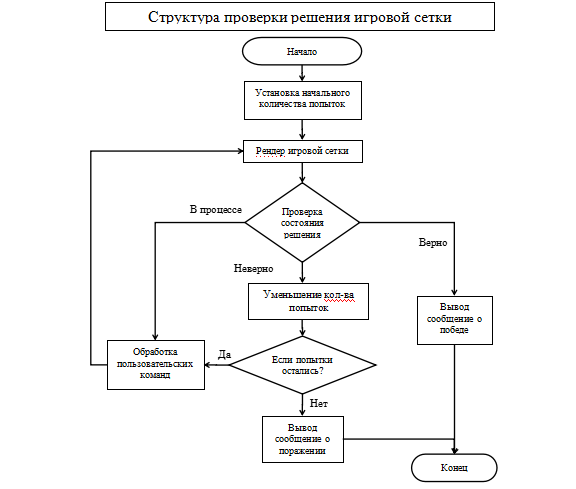 Структура проверки решения игровой сетки
Начало
Установка начального
количества попыток
Рендер игровой сетки
В процессе
Проверка
состояния
решения
Верно
Неверно
Уменьшение кол-ва
попыток
Вывод
сообщение о
победе
Обработка
пользовательских
команд
Да
Если попытки
остались?
Нет
Вывод
сообщение о
поражении
Конец